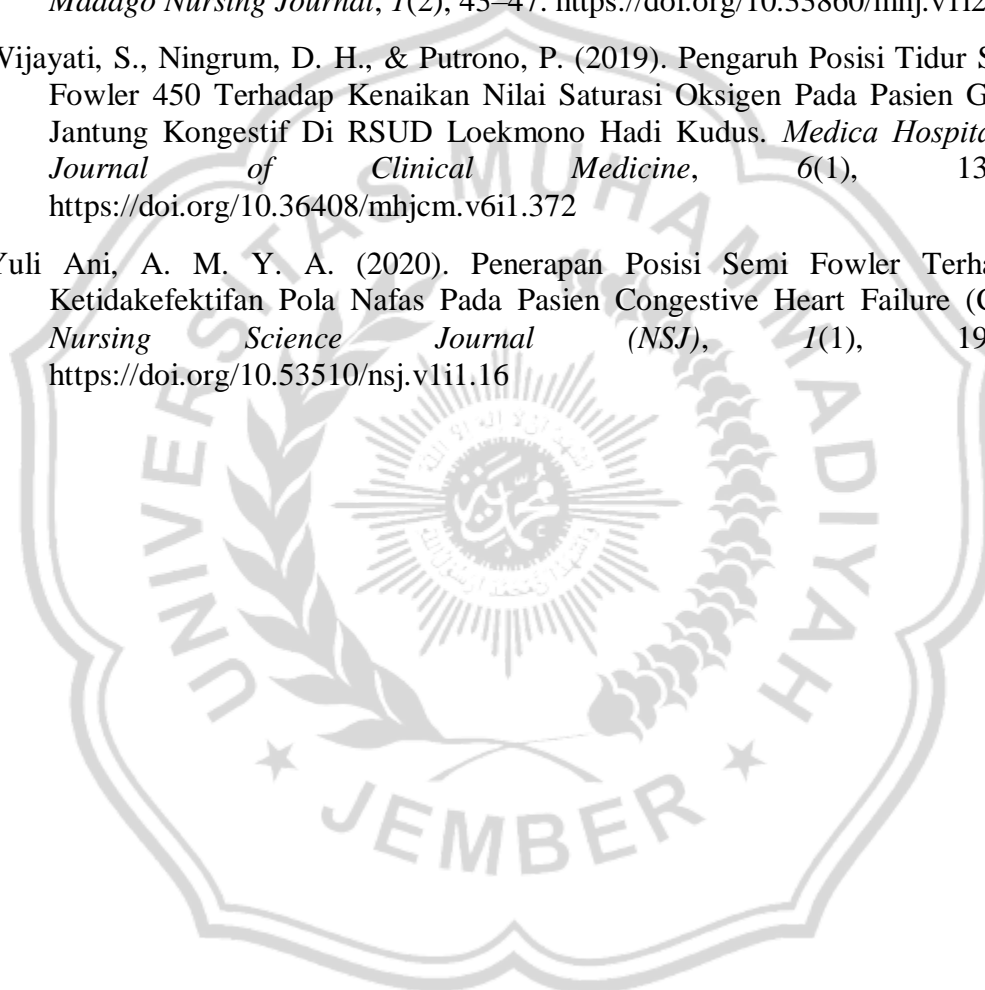 Madago Nursing Journal, 1(2), 43–47. https://doi.org/10.33860/mnj.v1i2
Wijayati, S., Ningrum, D. H., & Putrono, P. (2019). Pengaruh Posisi Tidur
Fowler 450 Terhadap Kenaikan Nilai Saturasi Oksigen Pada Pasien
Jantung Kongestif Di RSUD Loekmono Hadi Kudus. Medica
Journal of Clinical Medicine, 6(1), 13
https://doi.org/10.36408/mhjcm.v6i1.372
Yuli Ani, A. M. Y. A. (2020). Penerapan Posisi Semi Fowler
Ketidakefektifan Pola Nafas Pada Pasien Congestive Heart Failure
Nursing Science Journal (NSJ), 1(1), 19
https://doi.org/10.53510/nsj.v1i1.16
UNIVERSITAS MUHAMMADIYAH
JEMBER